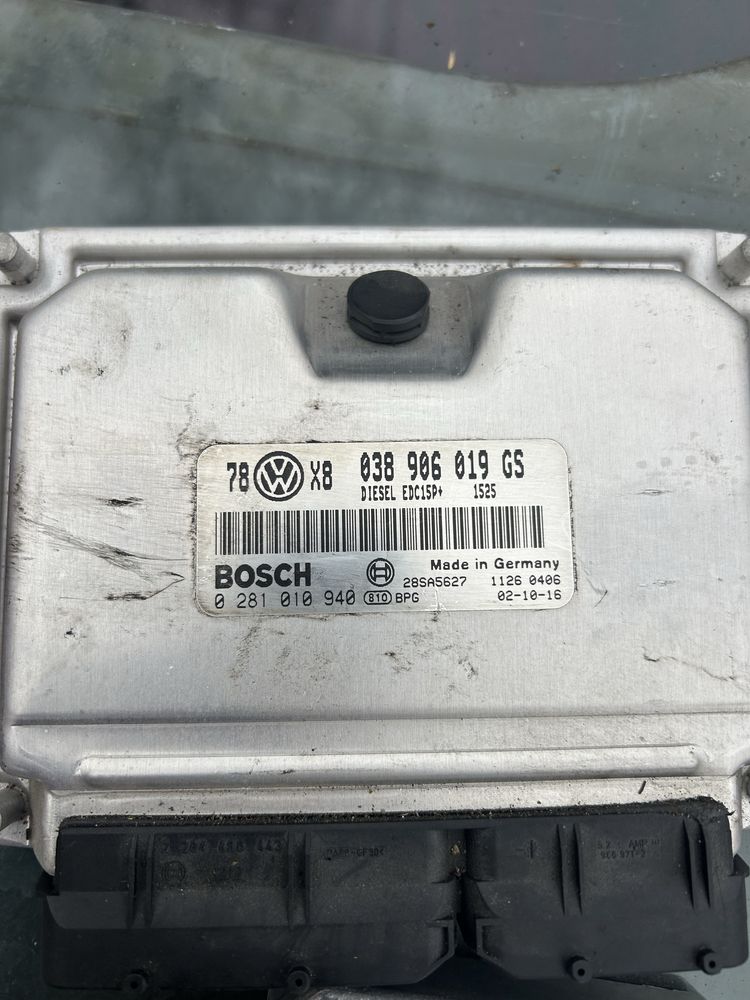 78 VW X8 038 906 019 GS
DIESEL EDC15P+ 1525
BOSCH Made in Germany
28SA5627 1126 0406
0 281 010 940 810 BPG 02-10-16